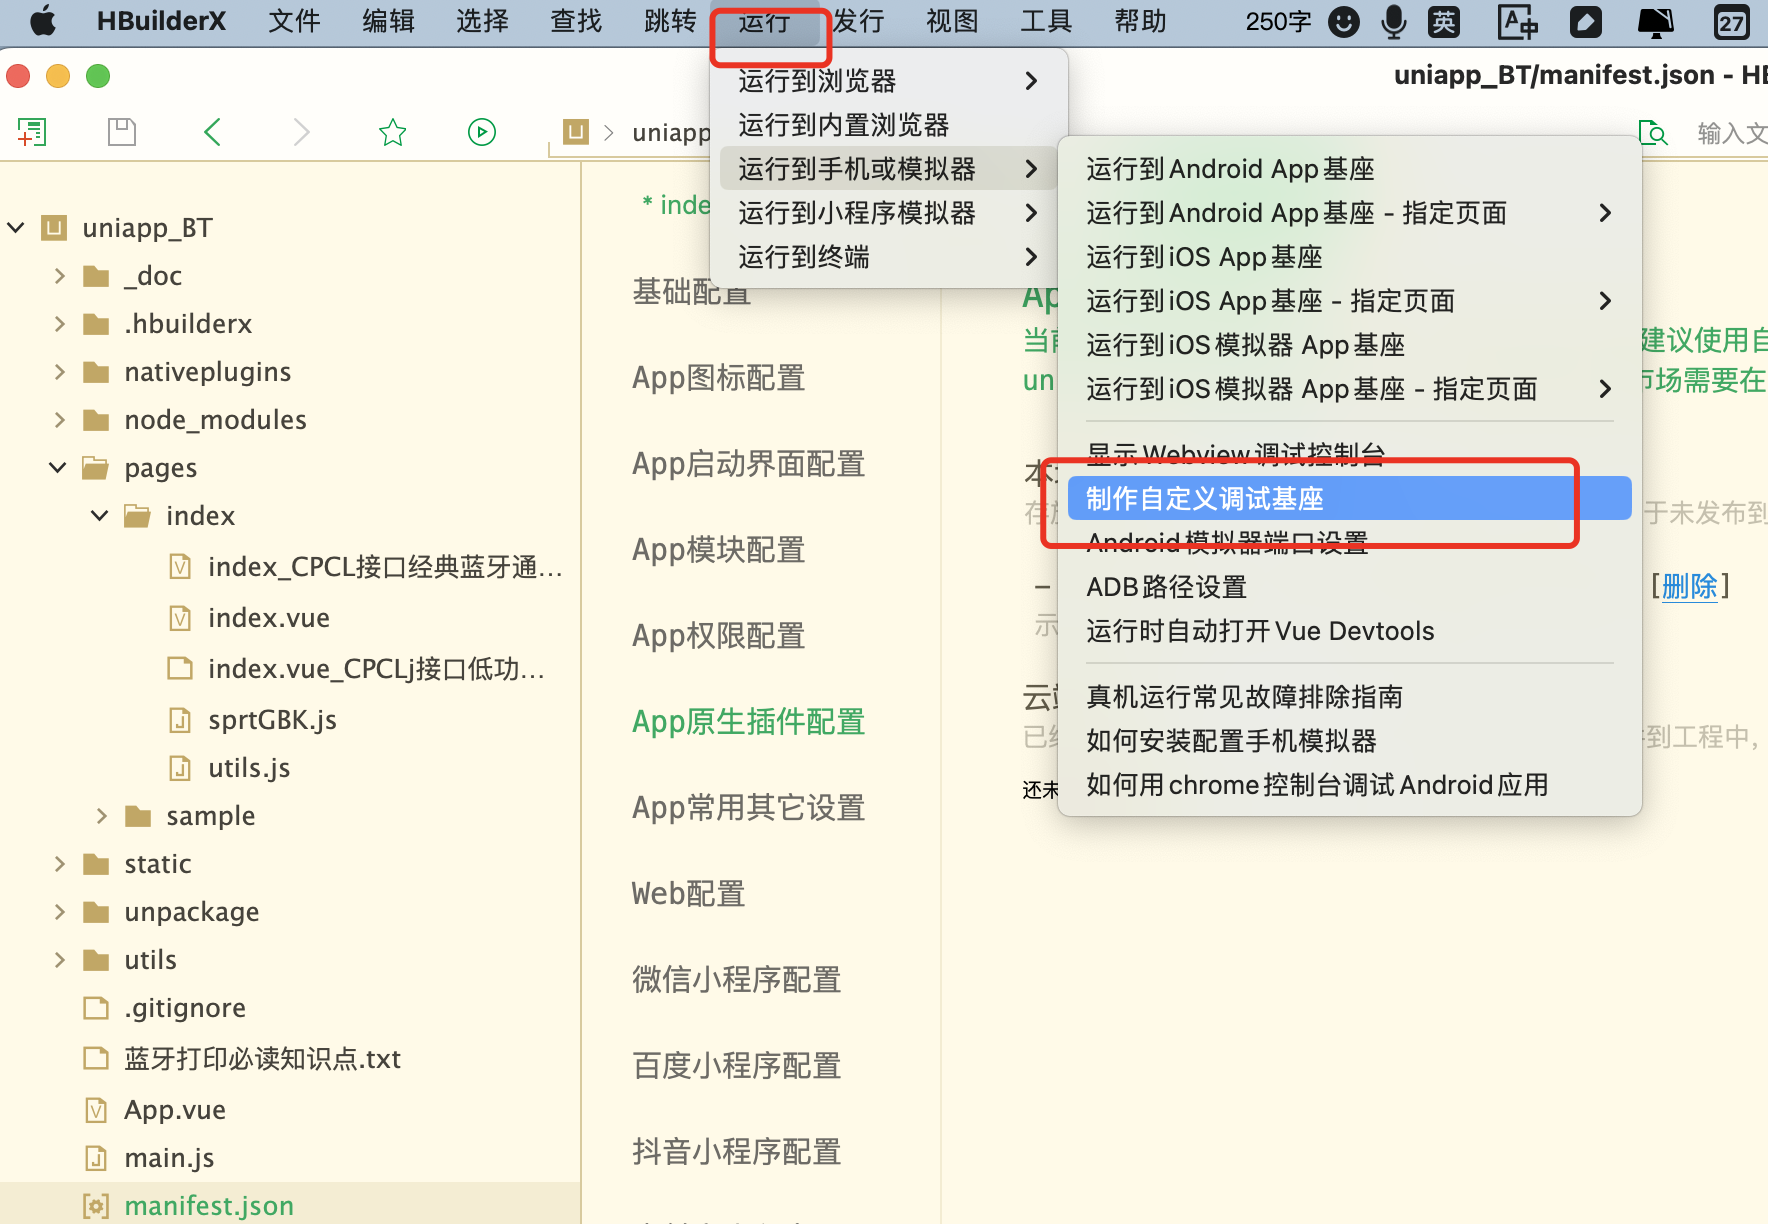 HBuilderX 文件 编辑 选择 查找 跳转 运行 发行 视图 工具 帮助 250字 英 A中 27
uniapp_BT/manifest.json - HB
U uniapp 输入文
运行到浏览器
运行到内置浏览器
运行到手机或模拟器
运行到小程序模拟器
运行到终端
运行到Android App基座
运行到Android App基座 - 指定页面
运行到iOS App基座
运行到iOS App基座 - 指定页面
运行到iOS模拟器 App基座
运行到iOS模拟器 App基座 - 指定页面
显示Webview调试控制台
制作自定义调试基座
Android模拟器端口设置
ADB路径设置
运行时自动打开Vue Devtools
真机运行常见故障排除指南
如何安装配置手机模拟器
如何用chrome控制台调试Android应用
U uniapp_BT
_doc
.hbuilderx
nativeplugins
node_modules
pages
index
index_CPCL接口经典蓝牙通...
index.vue
index.vue_CPCLj接口低功...
sprtGBK.js
utils.js
sample
static
unpackage
utils
.gitignore
蓝牙打印必读知识点.txt
App.vue
main.js
manifest.json
* inde
基础配置
App图标配置
App启动界面配置
App模块配置
App权限配置
App原生插件配置
App常用其它设置
Web配置
微信小程序配置
百度小程序配置
抖音小程序配置
Ap
当前 建议使用自
un 市场需要在
本
存放 于未发布到
– [删除]
示
云端
已经 到工程中，
还未